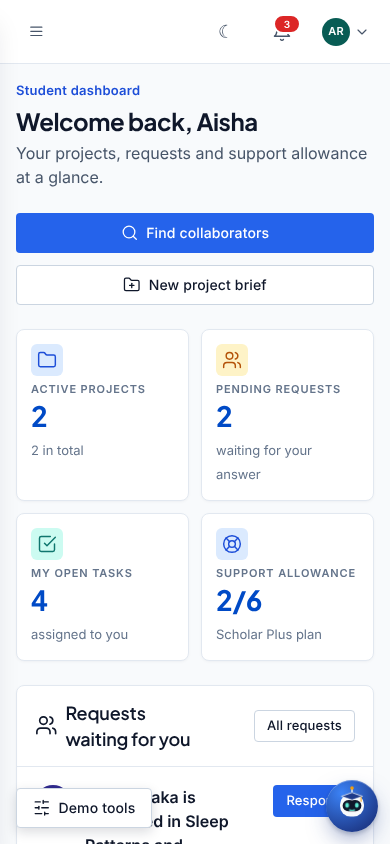 3
AR
Student dashboard
Welcome back, Aisha
Your projects, requests and support allowance
at a glance.
Find collaborators
New project brief
ACTIVE PROJECTS
2
2 in total
PENDING REQUESTS
2
waiting for your
answer
MY OPEN TASKS
4
assigned to you
SUPPORT ALLOWANCE
2/6
Scholar Plus plan
Requests
waiting for you
All requests
is
in Sleep
Patterns and
Demo tools